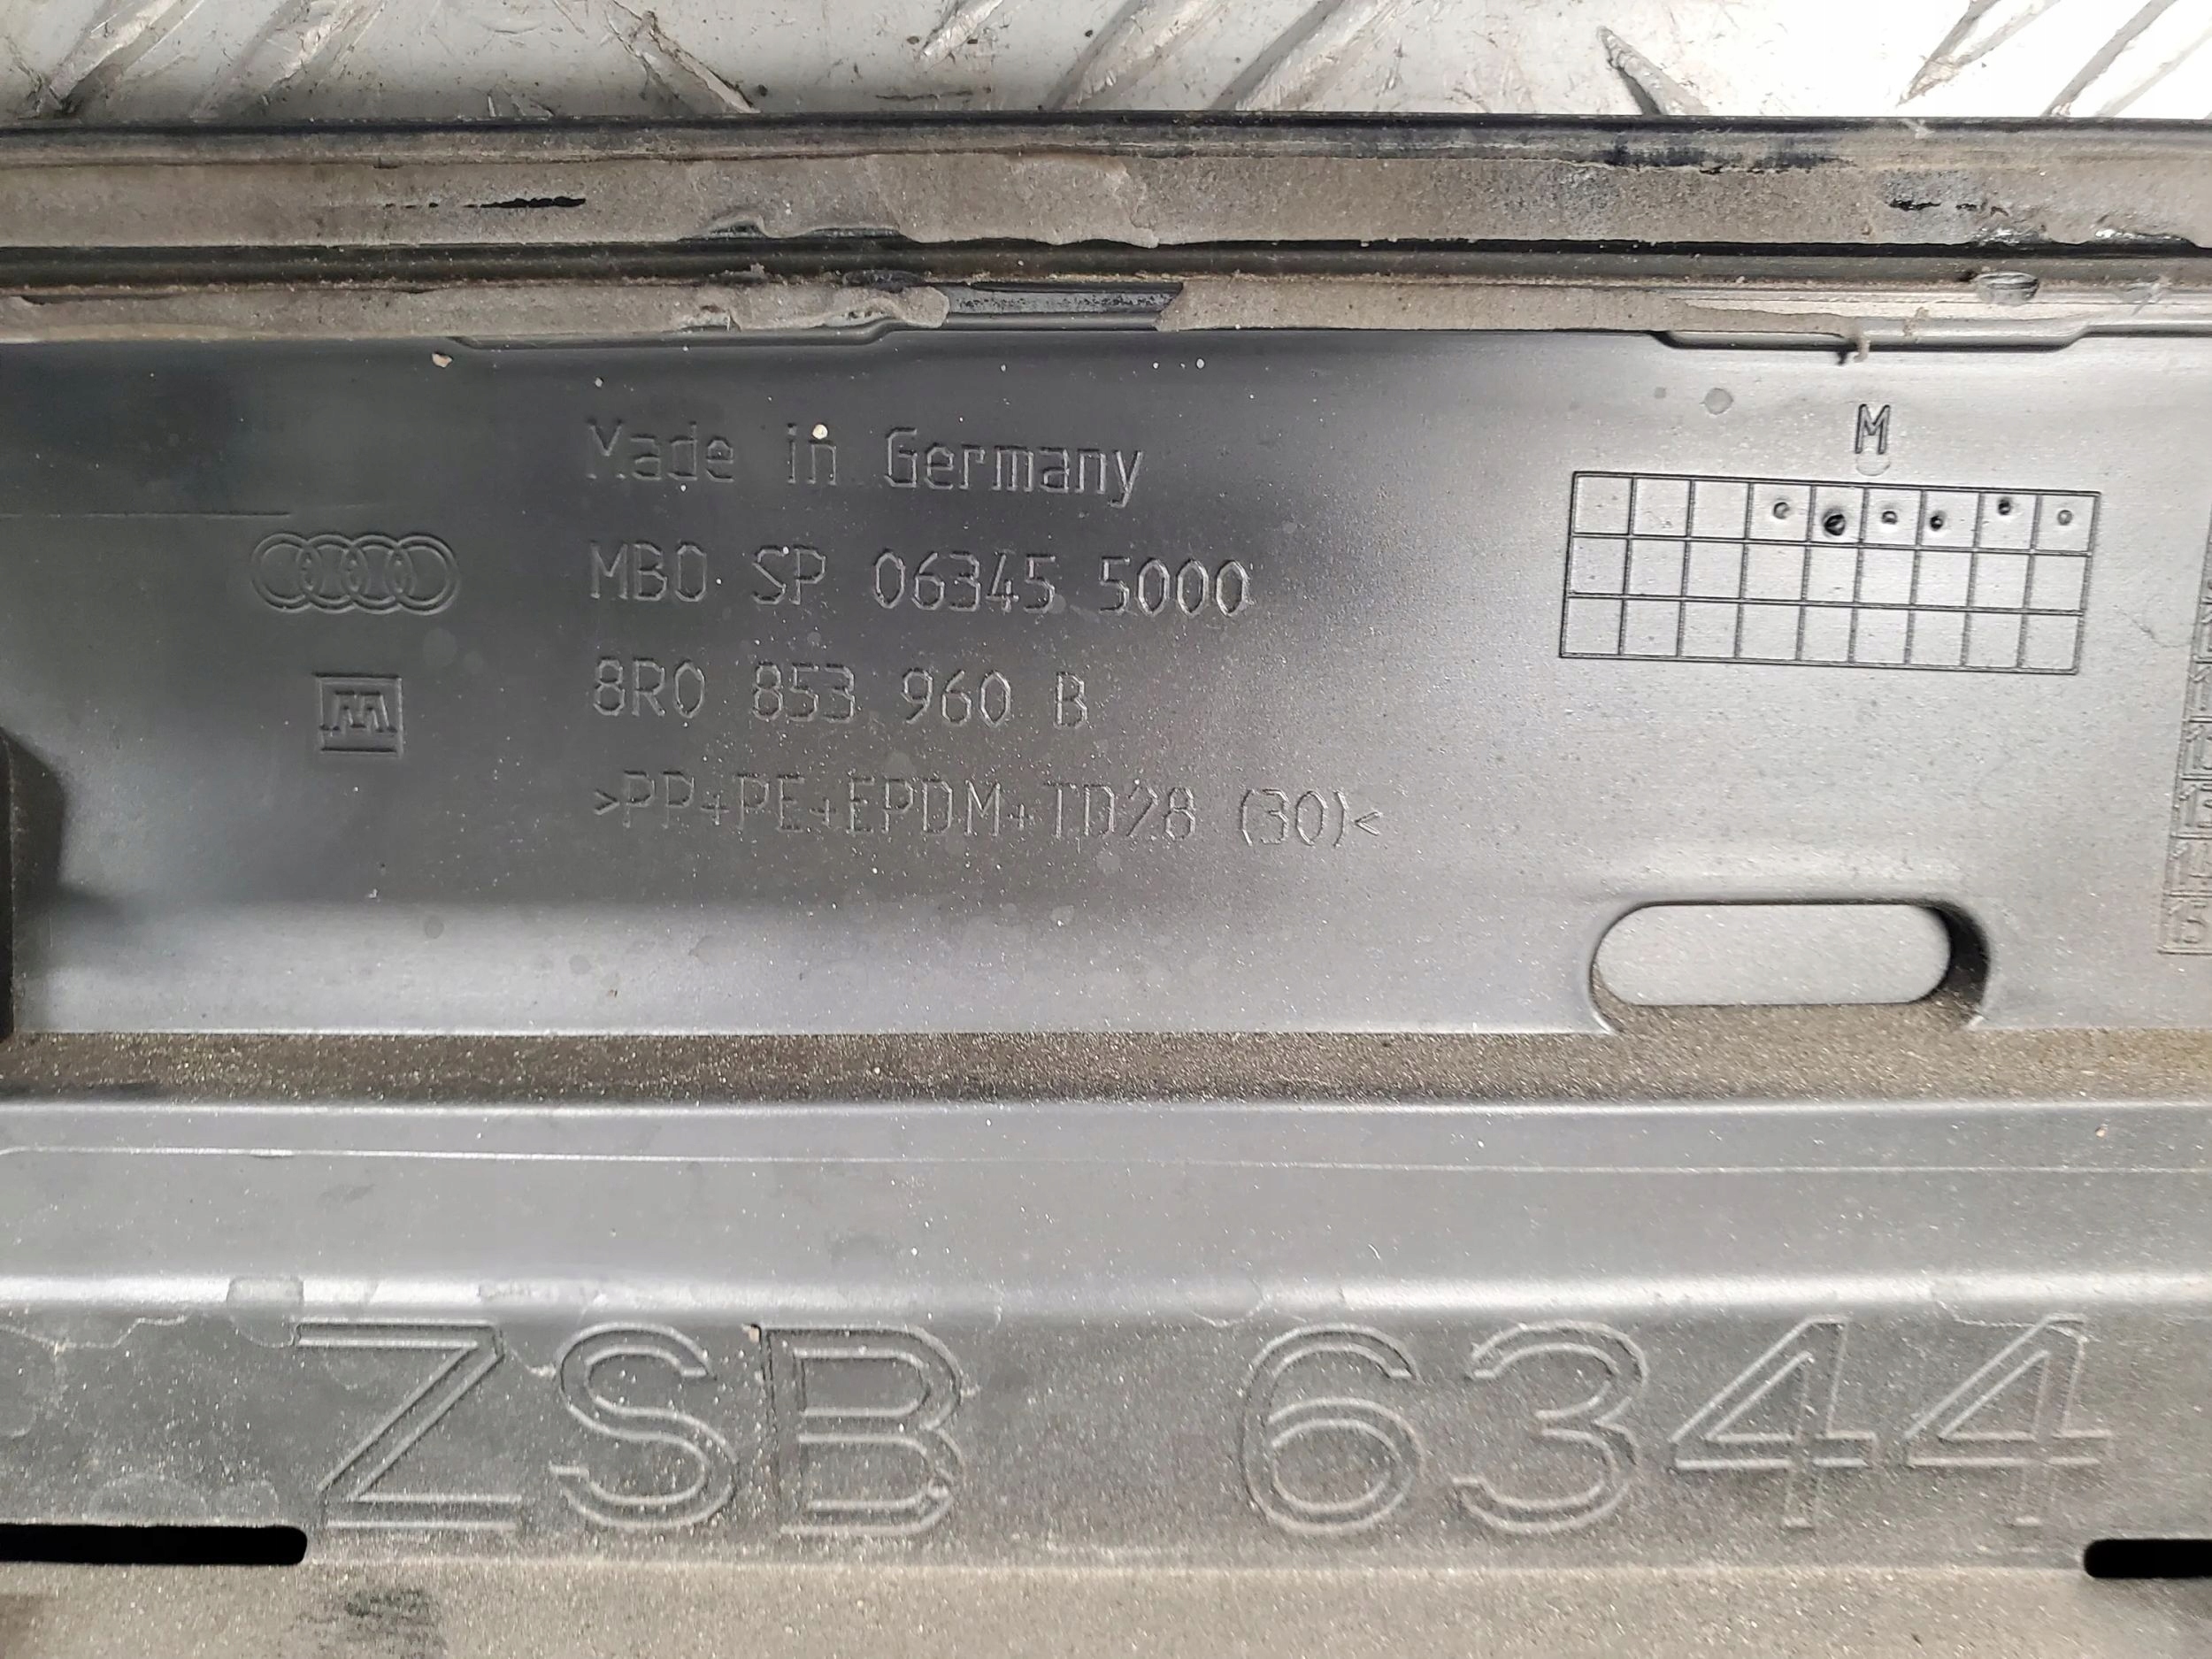 Made in Germany
M
MBO SP 06345 5000
8R0 853 960 B
>PP+PE+EPDM+TD28 (30)<
ZSB 6344